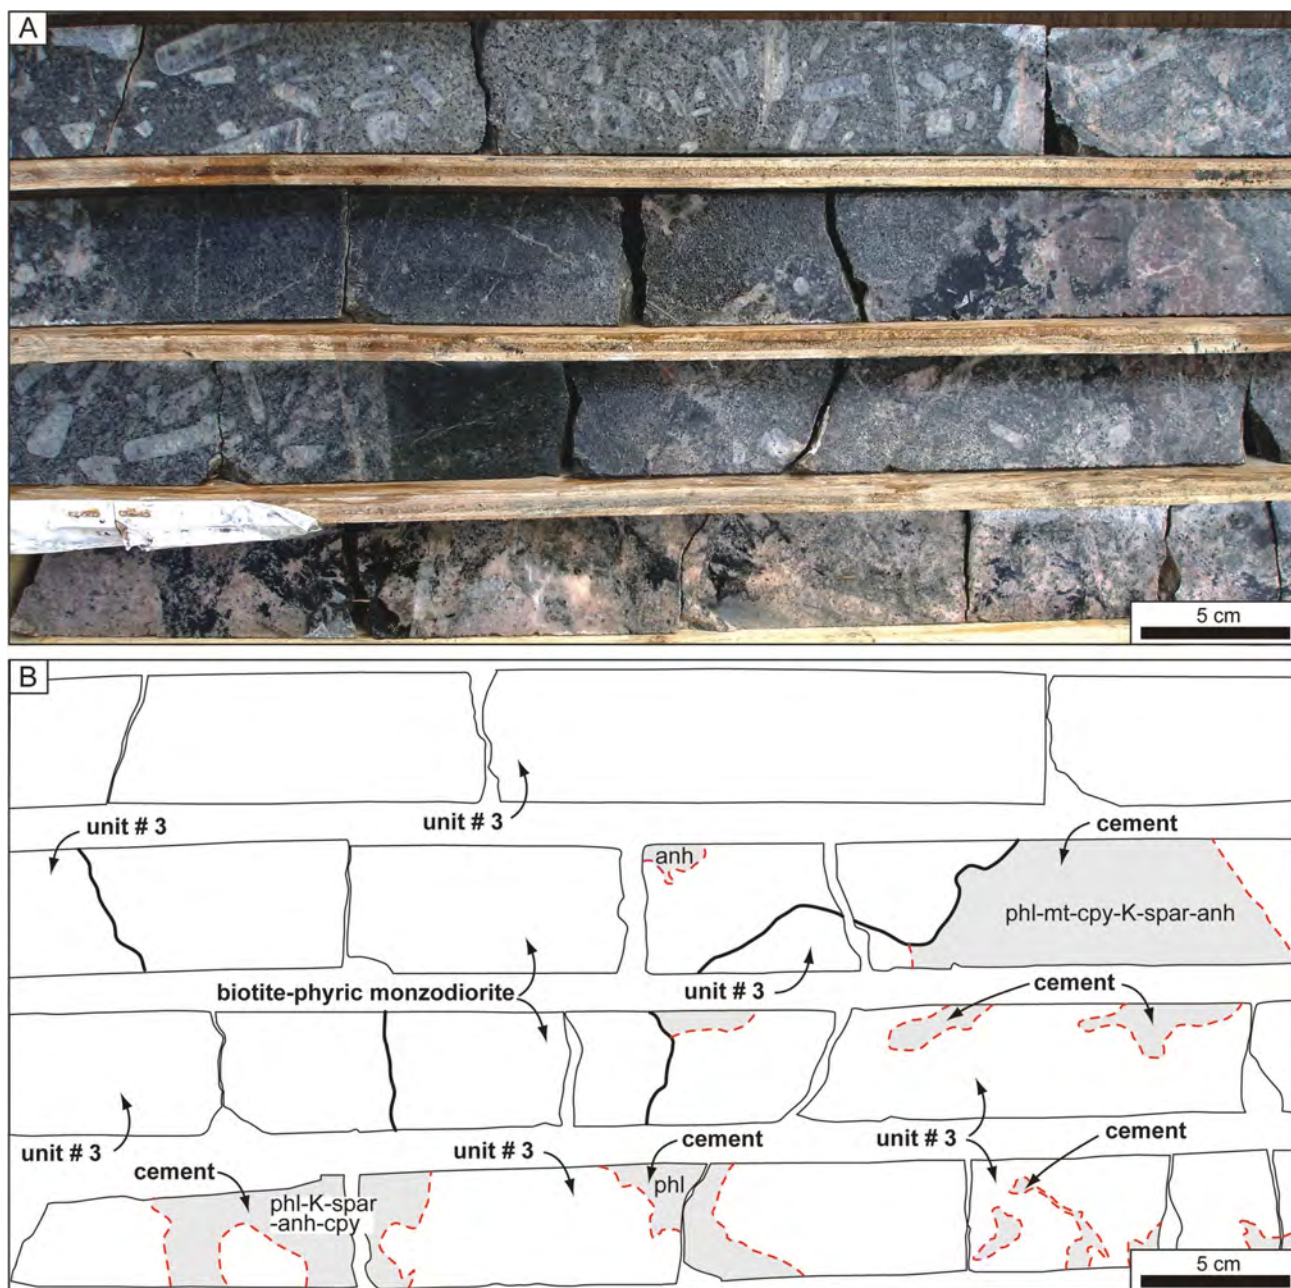 A
5 cm
B
unit # 3
unit # 3
cement
anh
phl-mt-cpy-K-spar-anh
biotite-phyric monzodiorite
unit # 3
cement
unit # 3
cement
unit # 3
cement
unit # 3
cement
phl-K-spar
-anh-cpy
phl
5 cm